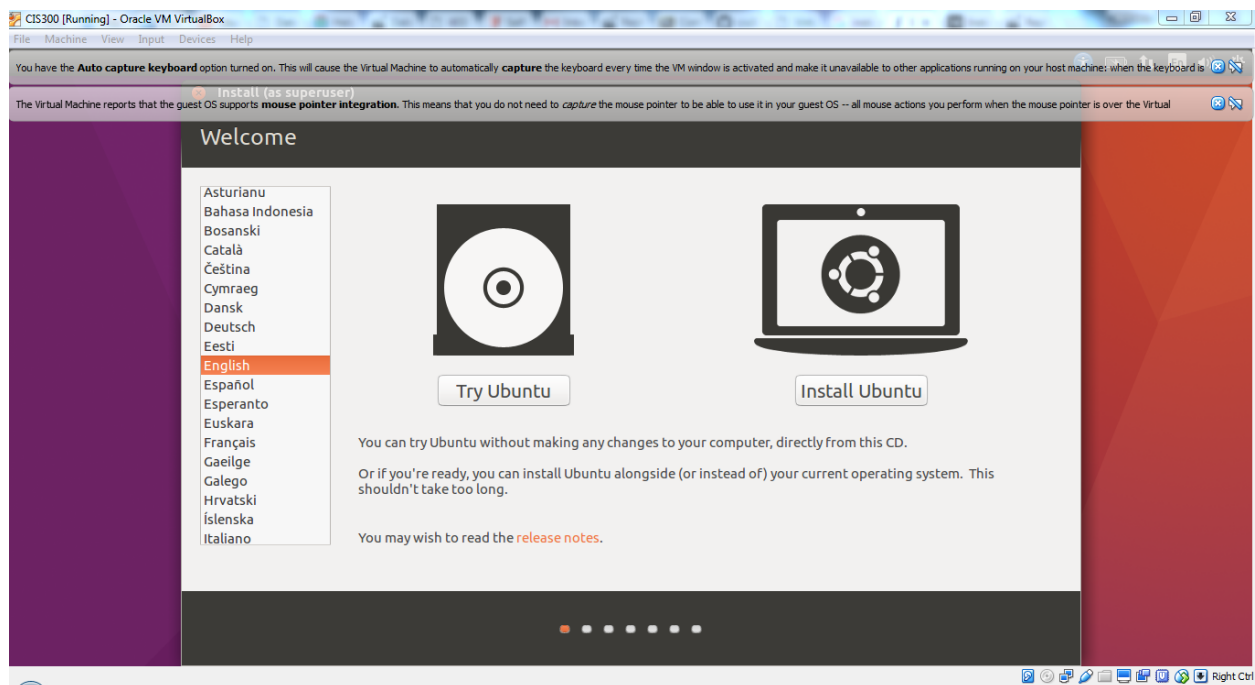 CIS300 [Running] - Oracle VM VirtualBox
File Machine View Input Devices Help
You have the Auto capture keyboard option turned on. This will cause the Virtual Machine to automatically capture the keyboard every time the VM window is activated and make it unavailable to other applications running on your host machine: when the keyboard is
Install (as superuser)
The Virtual Machine reports that the guest OS supports mouse pointer integration. This means that you do not need to capture the mouse pointer to be able to use it in your guest OS -- all mouse actions you perform when the mouse pointer is over the Virtual
Welcome
Asturianu
Bahasa Indonesia
Bosanski
Català
Čeština
Cymraeg
Dansk
Deutsch
Eesti
English
Español
Esperanto
Euskara
Français
Gaeilge
Galego
Hrvatski
Íslenska
Italiano
Try Ubuntu
Install Ubuntu
You can try Ubuntu without making any changes to your computer, directly from this CD.
Or if you're ready, you can install Ubuntu alongside (or instead of) your current operating system. This
shouldn't take too long.
You may wish to read the release notes.
Right Ctrl